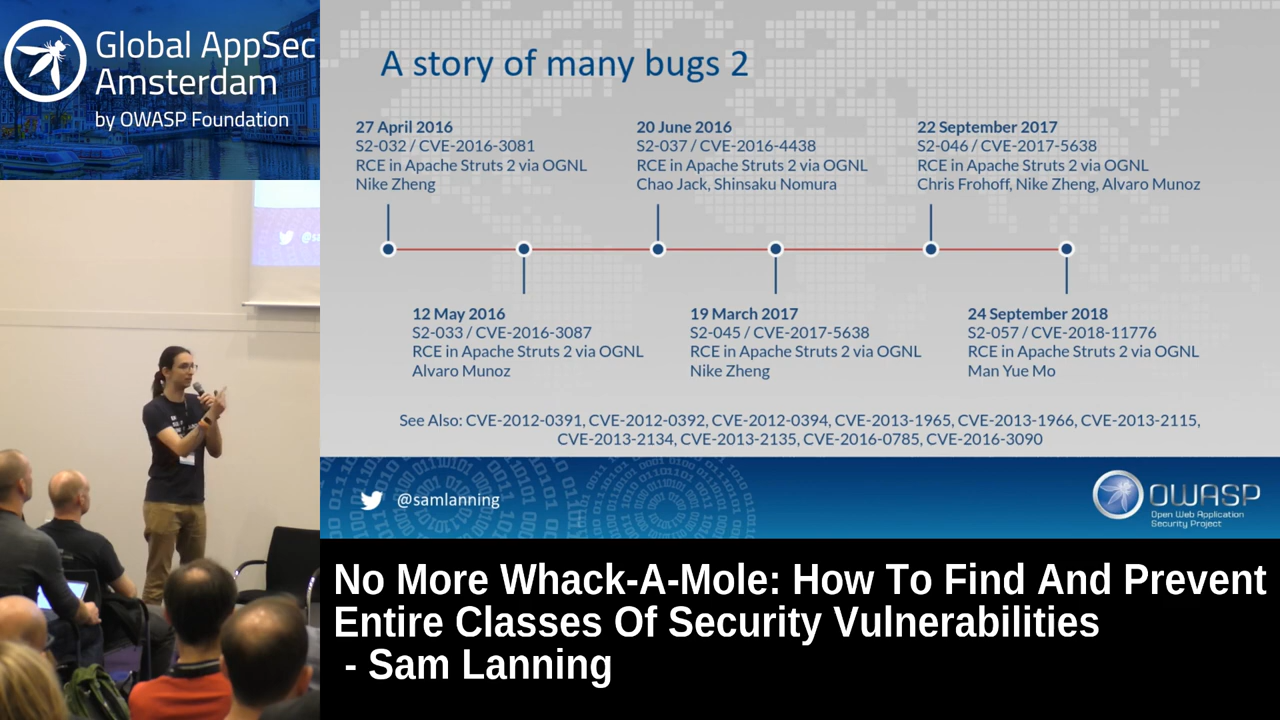 Global AppSec
Amsterdam
by OWASP Foundation
A story of many bugs 2
27 April 2016
S2-032 / CVE-2016-3081
RCE in Apache Struts 2 via OGNL
Nike Zheng
20 June 2016
S2-037 / CVE-2016-4438
RCE in Apache Struts 2 via OGNL
Chao Jack, Shinsaku Nomura
22 September 2017
S2-046 / CVE-2017-5638
RCE in Apache Struts 2 via OGNL
Chris Frohoff, Nike Zheng, Alvaro Munoz
12 May 2016
S2-033 / CVE-2016-3087
RCE in Apache Struts 2 via OGNL
Alvaro Munoz
19 March 2017
S2-045 / CVE-2017-5638
RCE in Apache Struts 2 via OGNL
Nike Zheng
24 September 2018
S2-057 / CVE-2018-11776
RCE in Apache Struts 2 via OGNL
Man Yue Mo
See Also: CVE-2012-0391, CVE-2012-0392, CVE-2012-0394, CVE-2013-1965, CVE-2013-1966, CVE-2013-2115,
CVE-2013-2134, CVE-2013-2135, CVE-2016-0785, CVE-2016-3090
@samlanning
OWASP
Open Web Application
Security Project
No More Whack-A-Mole: How To Find And Prevent
Entire Classes Of Security Vulnerabilities
- Sam Lanning